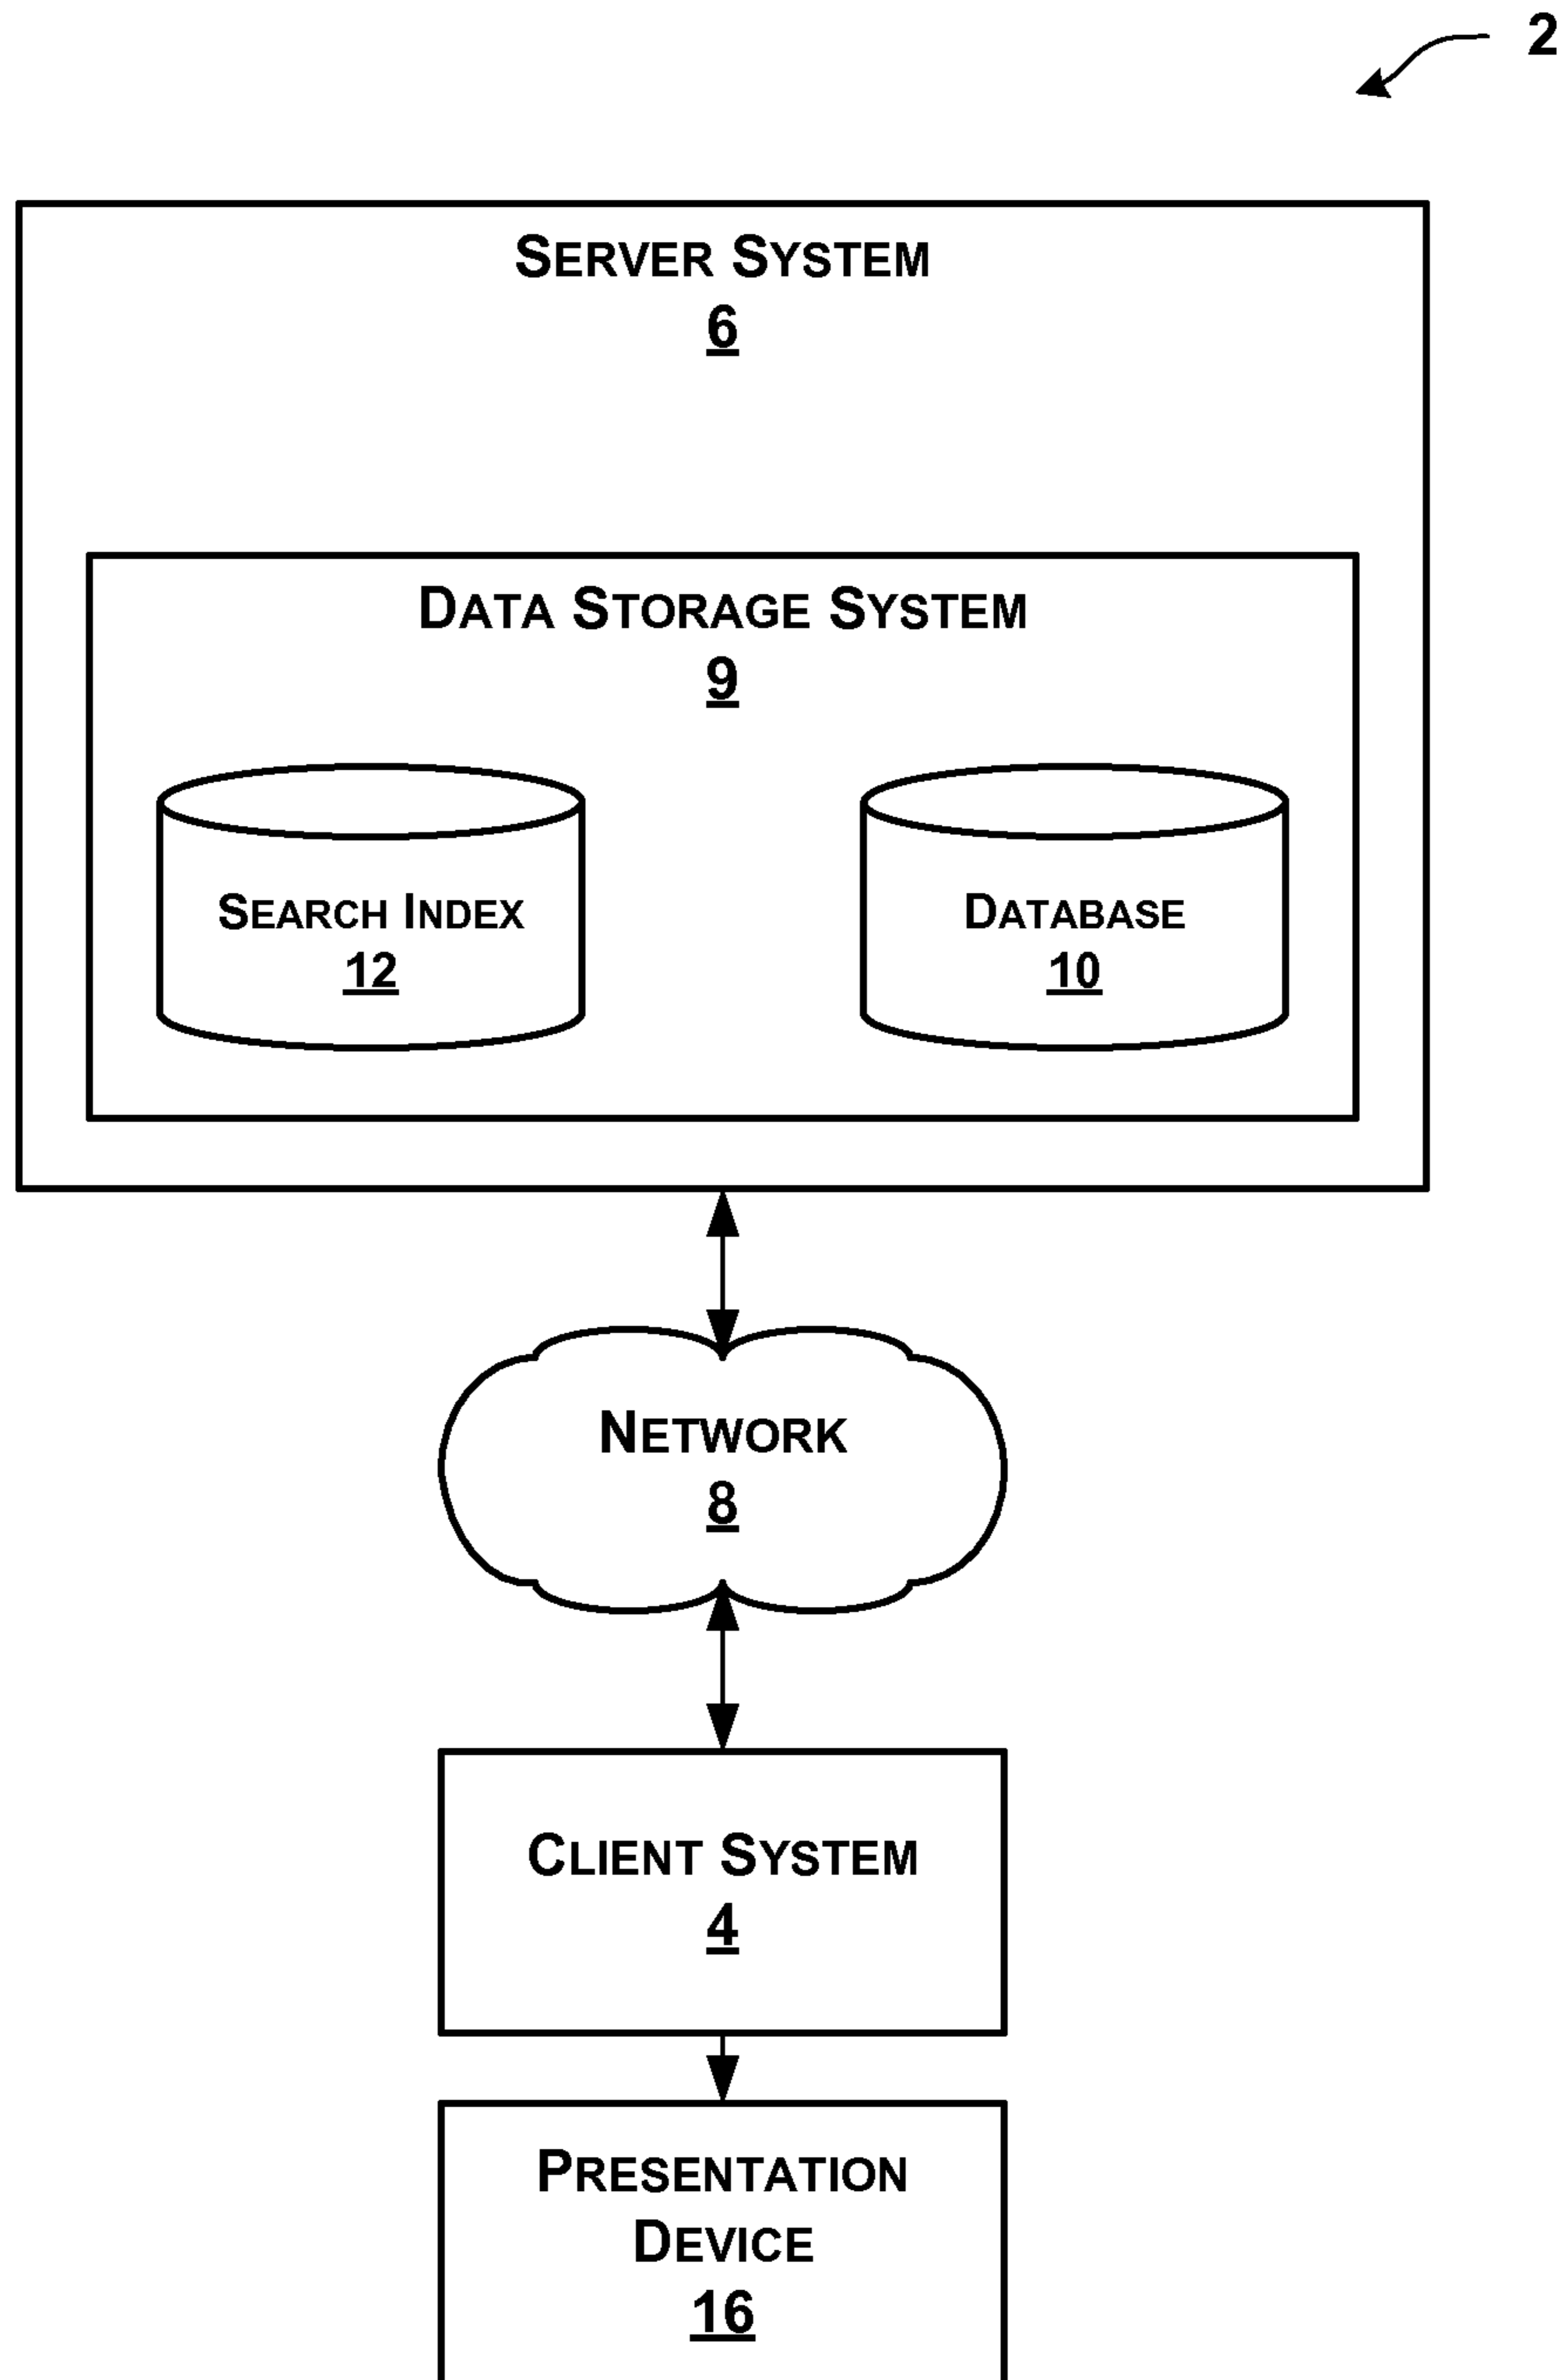 2
SERVER SYSTEM
6
DATA STORAGE SYSTEM
9
SEARCH INDEX
12
DATABASE
10
NETWORK
8
CLIENT SYSTEM
4
PRESENTATION
DEVICE
16